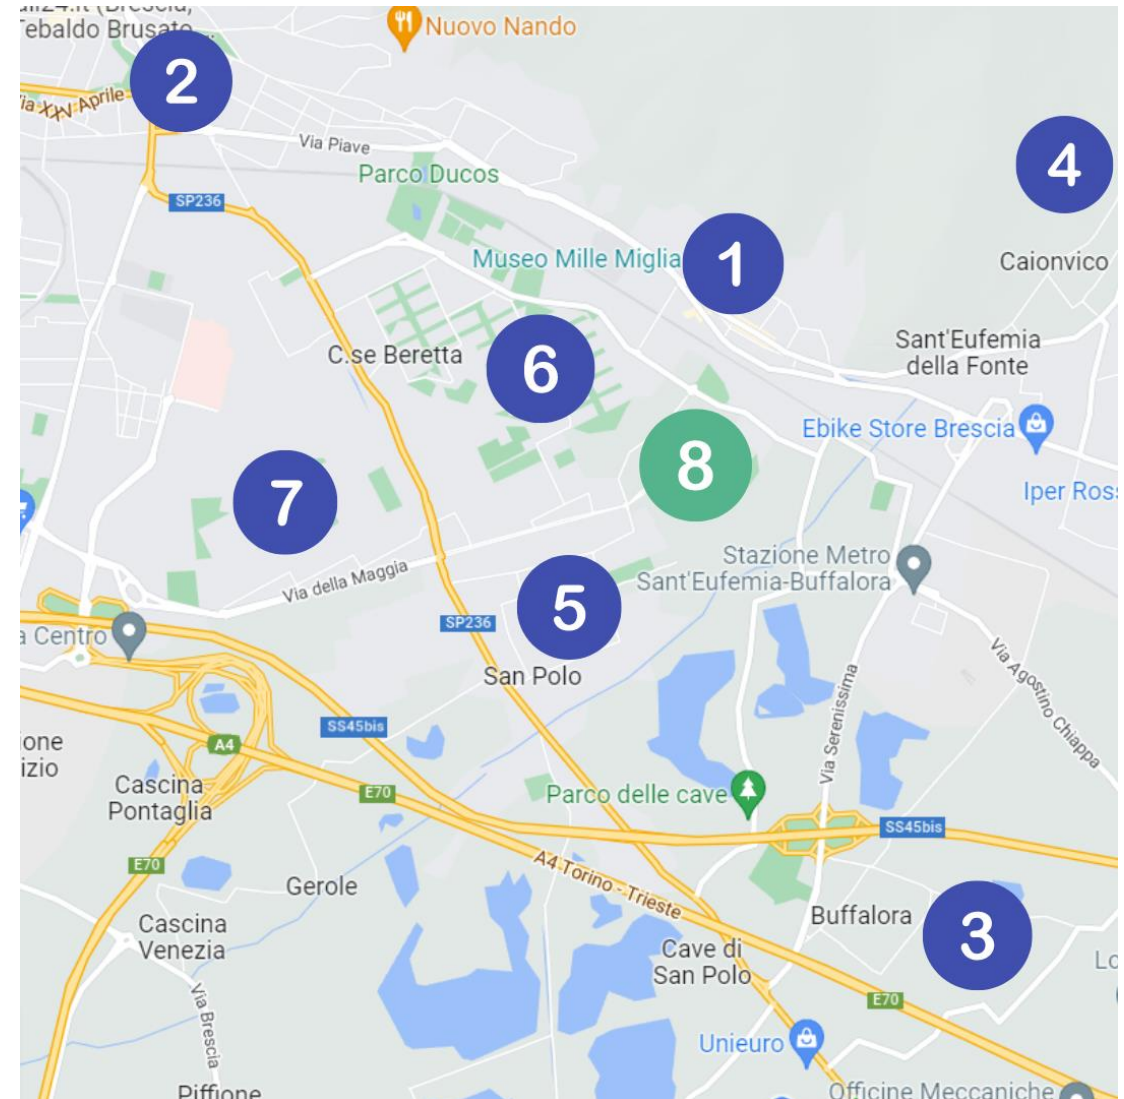 Tebaldo Brusato...
Nuovo Nando
2
Via XXV Aprile
Via Piave
4
Parco Ducos
SP236
Museo Mille Miglia
1
Caionvico
Sant'Eufemia
della Fonte
C.se Beretta
6
Ebike Store Brescia
8
7
Iper Ross
Stazione Metro
Sant'Eufemia-Buffalora
Via della Maggia
5
SP236
a Centro
San Polo
Via Agostino Chiappa
Via Serenissima
SS45bis
A4
ione
izio
Cascina
Pontaglia
E70
Parco delle cave
SS45bis
E70
A4 Torino - Trieste
Gerole
Buffalora
3
Cascina
Venezia
Cave di
San Polo
Lo
E70
Via Brescia
Unieuro
Piffione
Officine Meccaniche